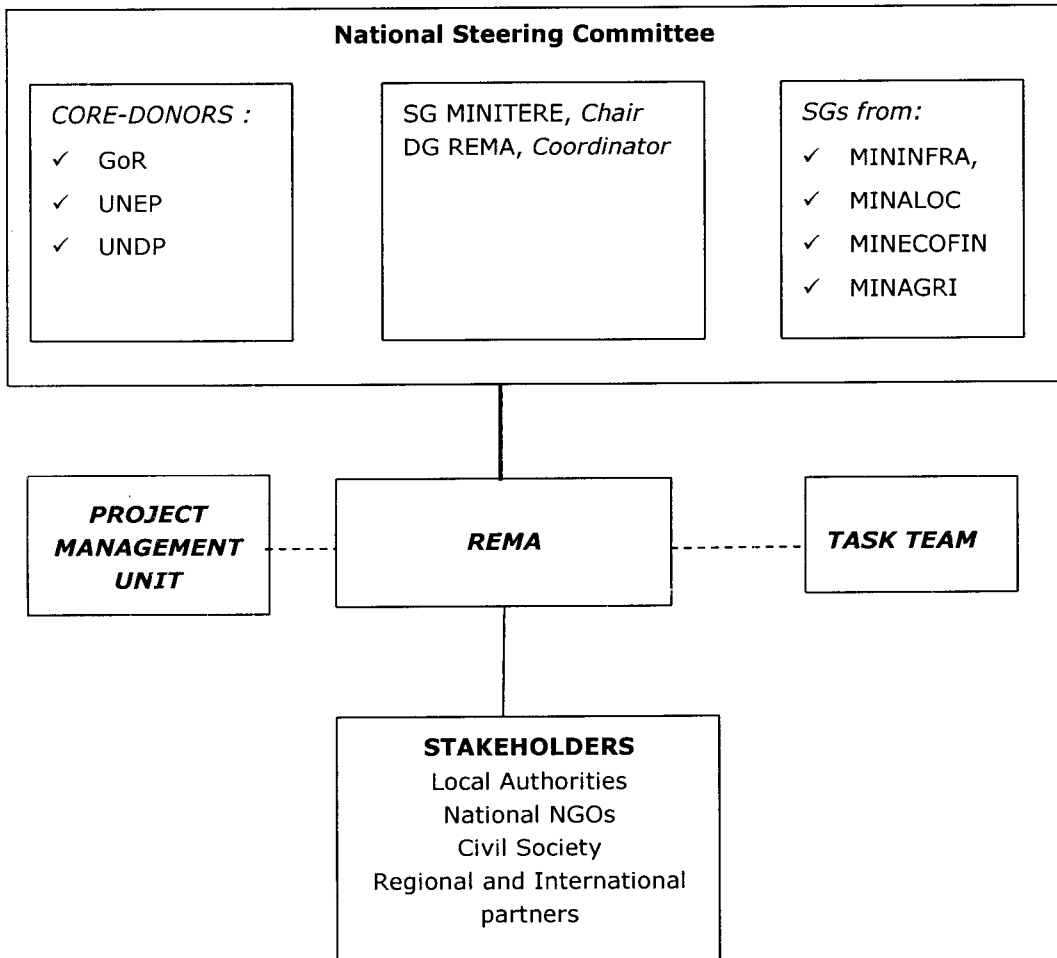 National Steering Committee
CORE-DONORS :
✓ GoR
✓ UNEP
✓ UNDP
SG MINITERE, Chair
DG REMA, Coordinator
SGs from:
✓ MININFRA,
✓ MINALOC
✓ MINECOFIN
✓ MINAGRI
PROJECT
MANAGEMENT
UNIT
REMA
TASK TEAM
STAKEHOLDERS
Local Authorities
National NGOs
Civil Society
Regional and International
partners